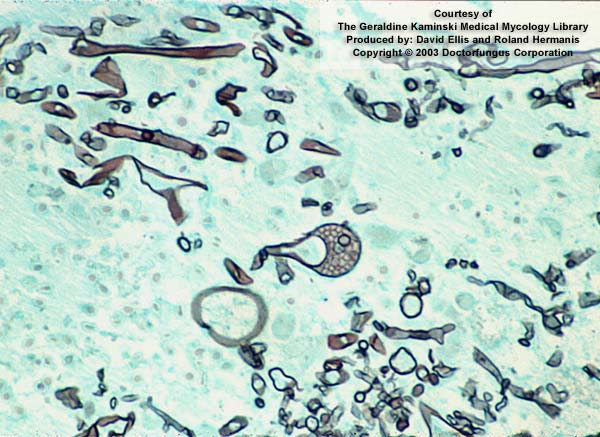 Courtesy of
The Geraldine Kaminski Medical Mycology Library
Produced by: David Ellis and Roland Hermanis
Copyright © 2003 Doctorfungus Corporation